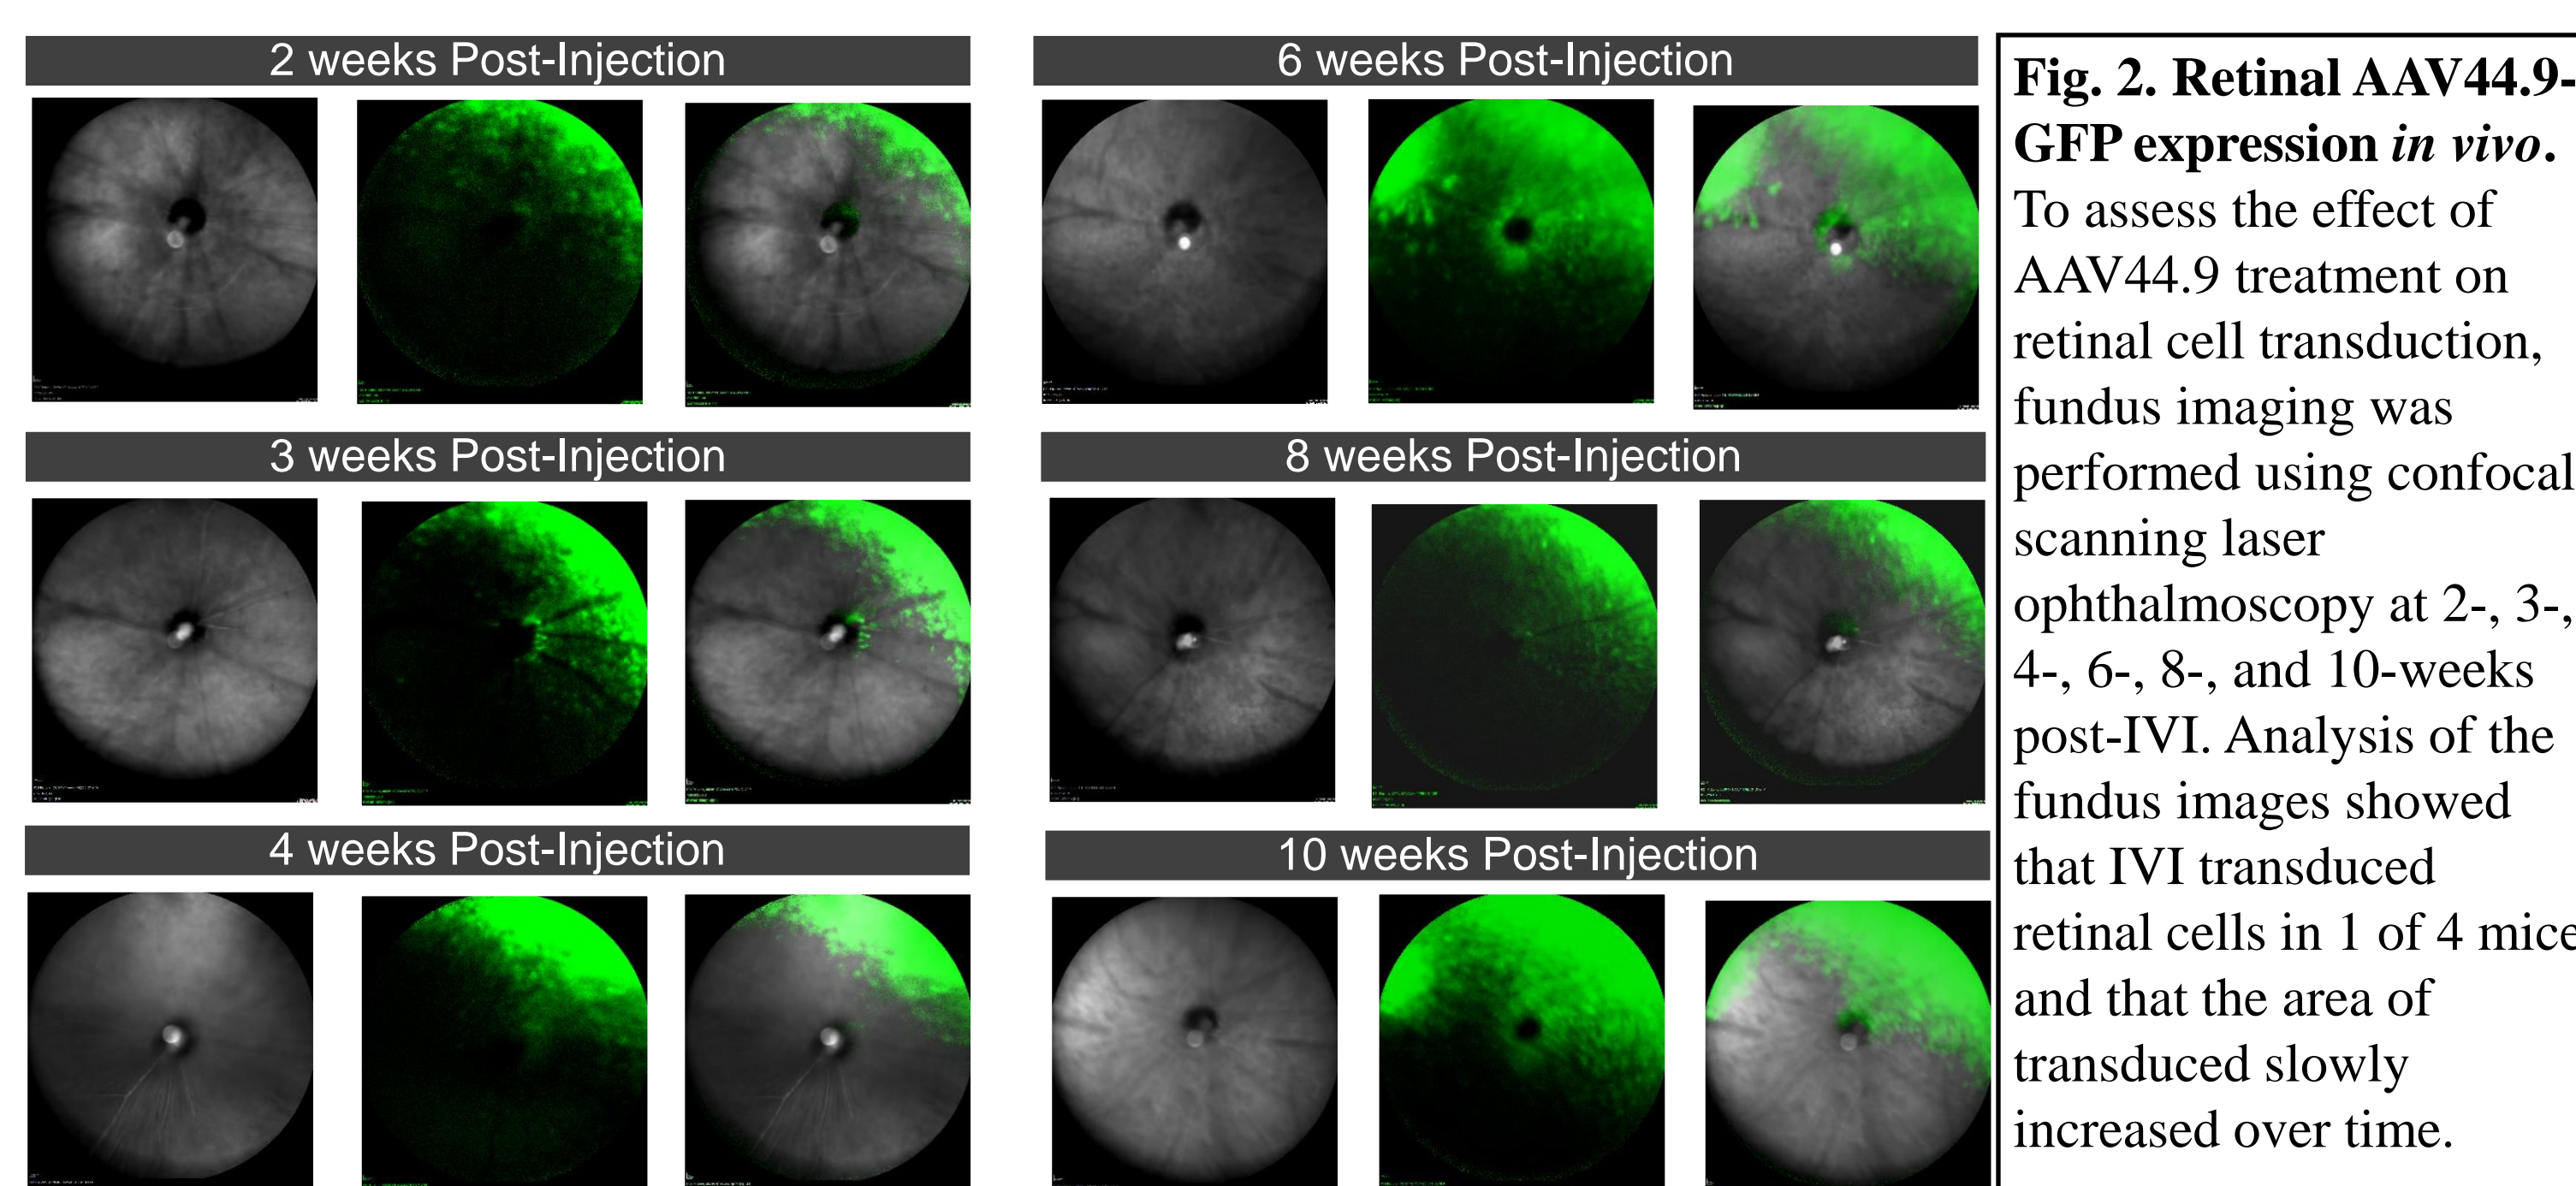 2 weeks Post-Injection
3 weeks Post-Injection
4 weeks Post-Injection
6 weeks Post-Injection
8 weeks Post-Injection
10 weeks Post-Injection
Fig. 2. Retinal AAV44.9-
GFP expression in vivo.
To assess the effect of
AAV44.9 treatment on
retinal cell transduction,
fundus imaging was
performed using confocal
scanning laser
ophthalmoscopy at 2-, 3-,
4-, 6-, 8-, and 10-weeks
post-IVI. Analysis of the
fundus images showed
that IVI transduced
retinal cells in 1 of 4 mice
and that the area of
transduced slowly
increased over time.